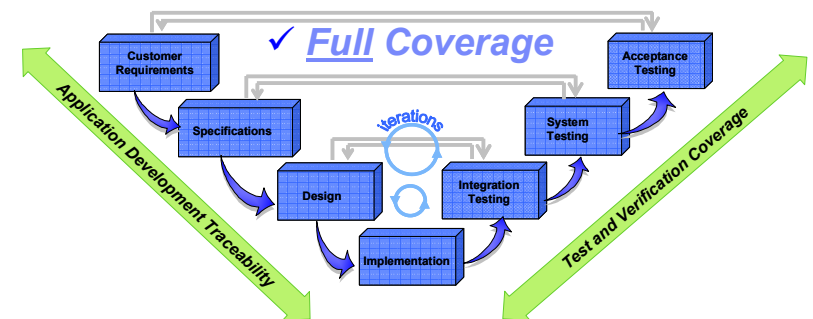 ✓ Full Coverage
Customer
Requirements
Acceptance
Testing
Application Development Traceability
Specifications
iterations
System
Testing
Test and Verification Coverage
Design
Integration
Testing
Implementation